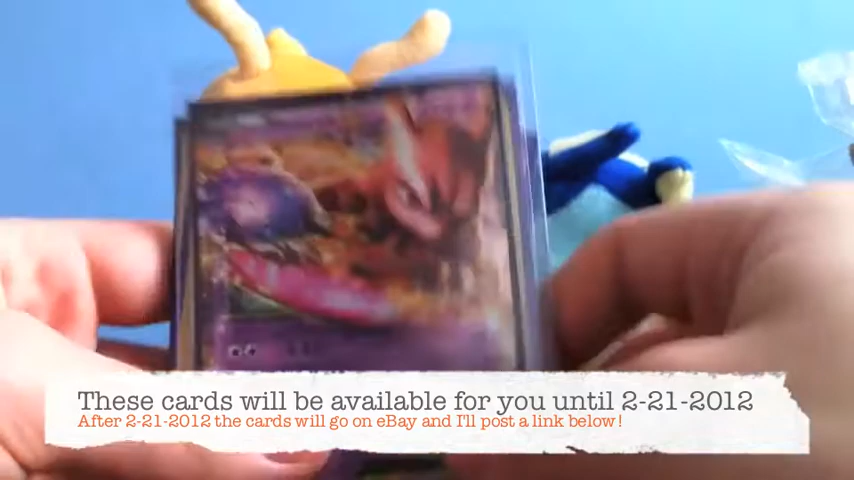 These cards will be available for you until 2-21-2012
After 2-21-2012 the cards will go on eBay and I'll post a link below!